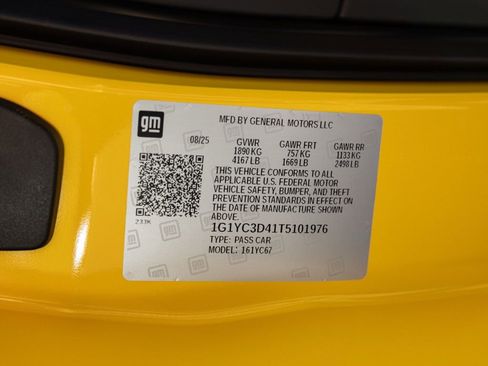 gm
MFD BY GENERAL MOTORS LLC
08/25 GVWR GAWR FRT GAWR RR
1890 KG 757 KG 1133 KG
4167 LB 1669 LB 2498 LB
THIS VEHICLE CONFORMS TO ALL
APPLICABLE U.S. FEDERAL MOTOR
VEHICLE SAFETY, BUMPER, AND THEFT
PREVENTION STANDARDS IN EFFECT ON
THE DATE OF MANUFACTURE SHOWN
ABOVE.
1G1YC3D41T5101976
TYPE: PASS CAR
MODEL: 161YC67